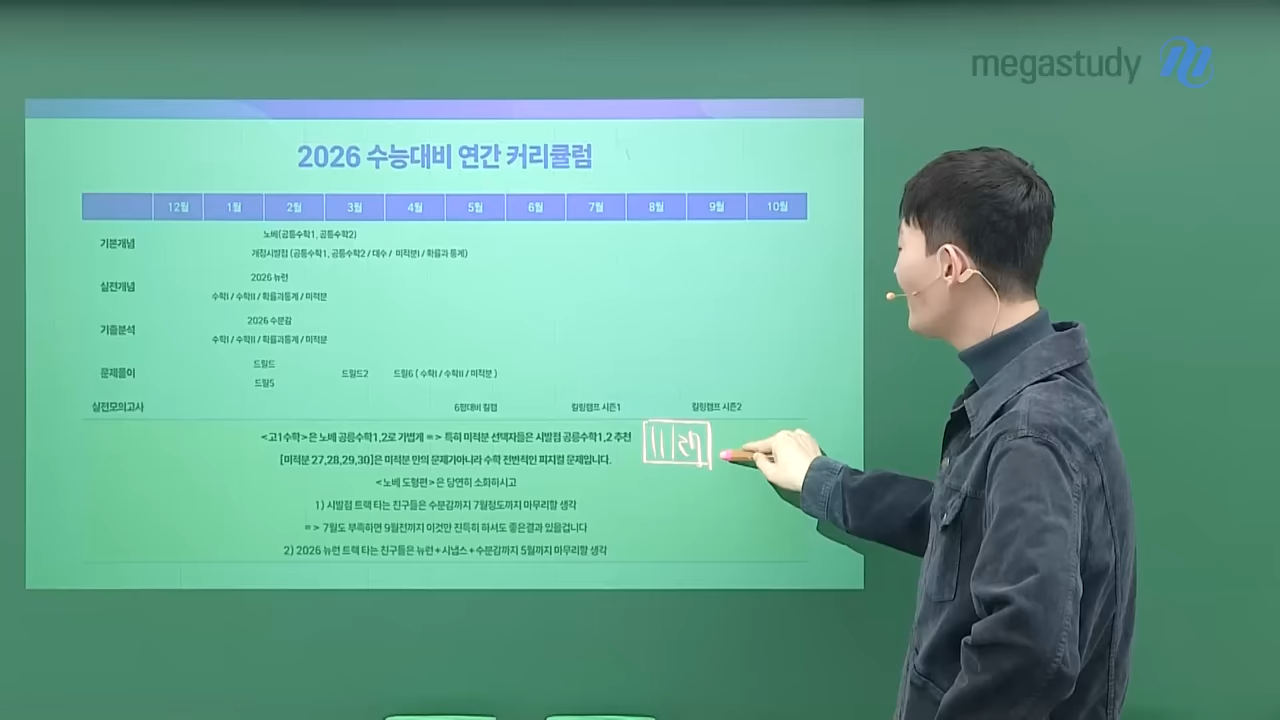 megastudy
2026 수능대비 연간 커리큘럼
12월 1월 2월 3월 4월 5월 6월 7월 8월 9월 10월
노베(공통수학1, 공통수학2)
기본개념
개정시발점 (공통수학1, 공통수학2 / 대수 / 미적분I / 확률과 통계)
2026 뉴런
실전개념
수학I / 수학II / 확률과통계 / 미적분
2026 수분감
기출분석
수학I / 수학II / 확률과통계 / 미적분
드릴드
문제풀이 드릴드2 드릴6 ( 수학I / 수학II / 미적분 )
드릴5
실전모의고사 6평대비 킬캠 킬링캠프 시즌1 킬링캠프 시즌2
<고1수학>은 노베 공통수학1,2로 가볍게 => 특히 미적분 선택자들은 시발점 공통수학1,2 추천
[미적분 27,28,29,30]은 미적분 만의 문제가아니라 수학 전반적인 피지컬 문제입니다.
<노베 도형편>은 당연히 소화하시고
1) 시발점 트랙 타는 친구들은 수분감까지 7월정도까지 마무리할 생각
=> 7월도 부족하면 9월전까지 이것만 진득히 하셔도 좋은결과 있을겁니다
2) 2026 뉴런 트랙 타는 친구들은 뉴런+시냅스+수분감까지 5월까지 마무리할 생각